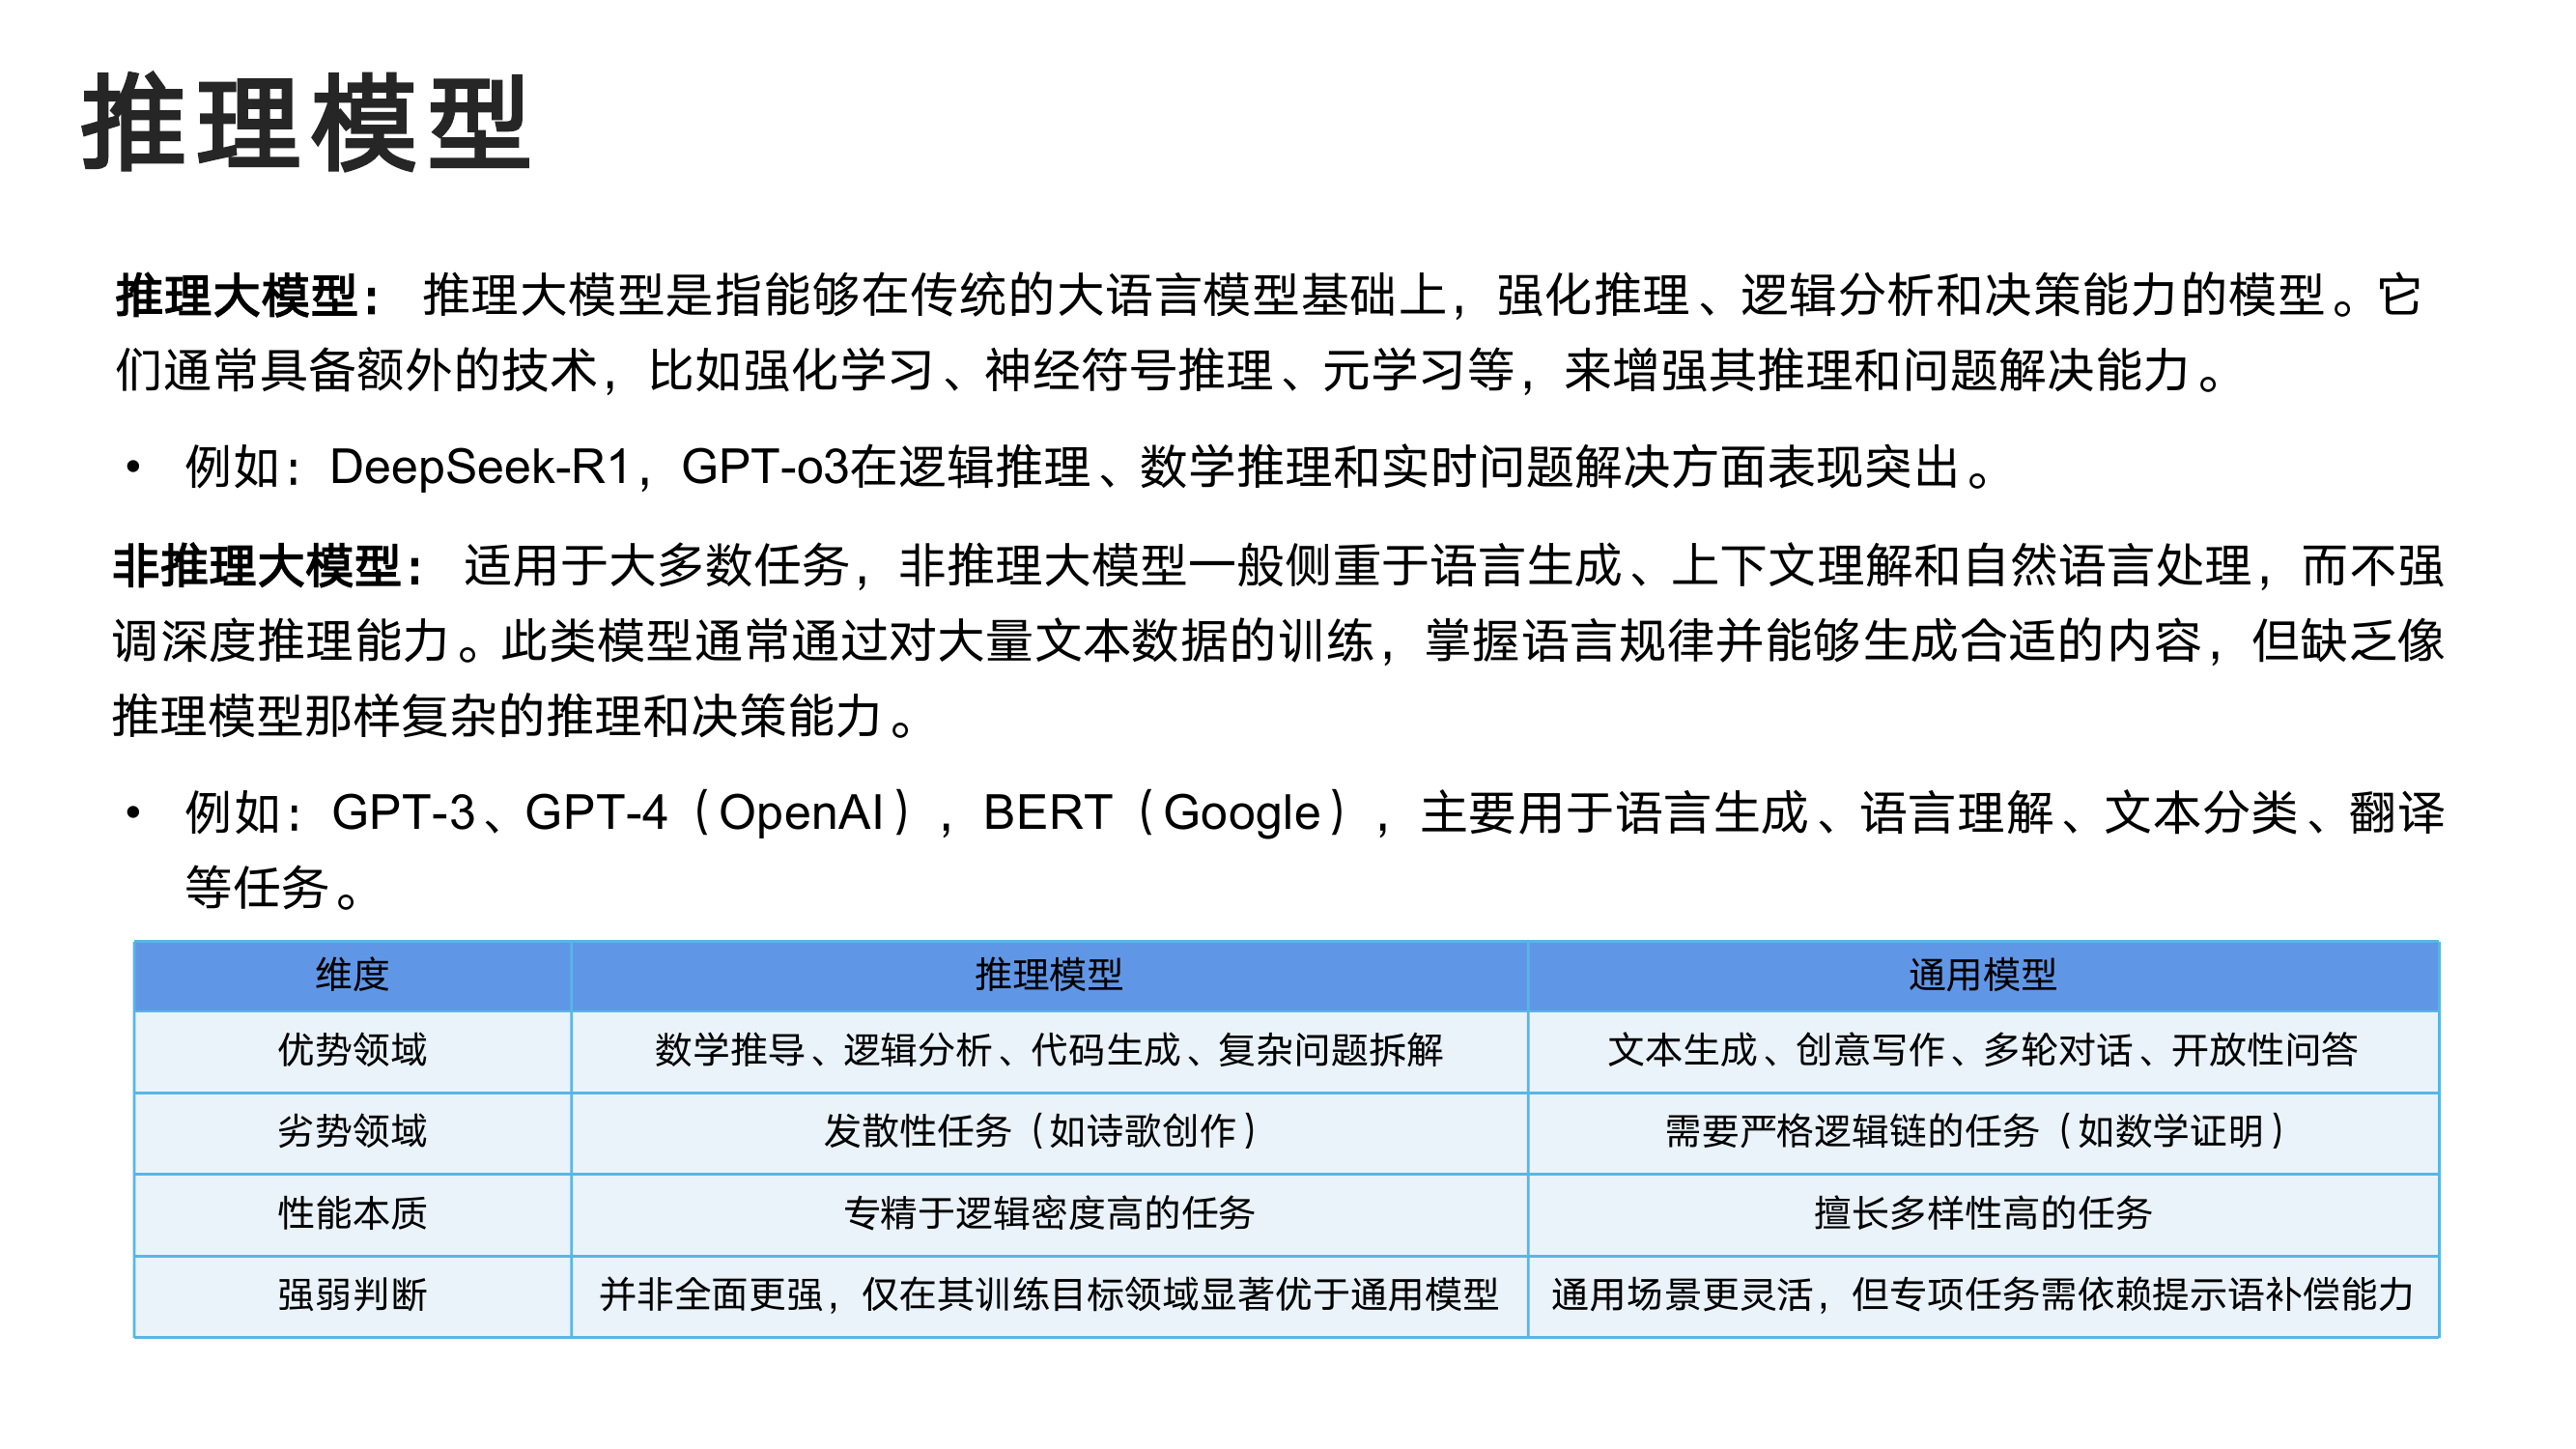 推理模型
推理大模型： 推理大模型是指能够在传统的大语言模型基础上，强化推理、逻辑分析和决策能力的模型。它
们通常具备额外的技术，比如强化学习、神经符号推理、元学习等，来增强其推理和问题解决能力。
• 例如：DeepSeek-R1，GPT-o3在逻辑推理、数学推理和实时问题解决方面表现突出。
非推理大模型： 适用于大多数任务，非推理大模型一般侧重于语言生成、上下文理解和自然语言处理，而不强
调深度推理能力。此类模型通常通过对大量文本数据的训练，掌握语言规律并能够生成合适的内容，但缺乏像
推理模型那样复杂的推理和决策能力。
• 例如：GPT-3、GPT-4（OpenAI），BERT（Google），主要用于语言生成、语言理解、文本分类、翻译
等任务。
维度 推理模型 通用模型
优势领域 数学推导、逻辑分析、代码生成、复杂问题拆解 文本生成、创意写作、多轮对话、开放性问答
劣势领域 发散性任务（如诗歌创作） 需要严格逻辑链的任务（如数学证明）
性能本质 专精于逻辑密度高的任务 擅长多样性高的任务
强弱判断 并非全面更强，仅在其训练目标领域显著优于通用模型 通用场景更灵活，但专项任务需依赖提示语补偿能力